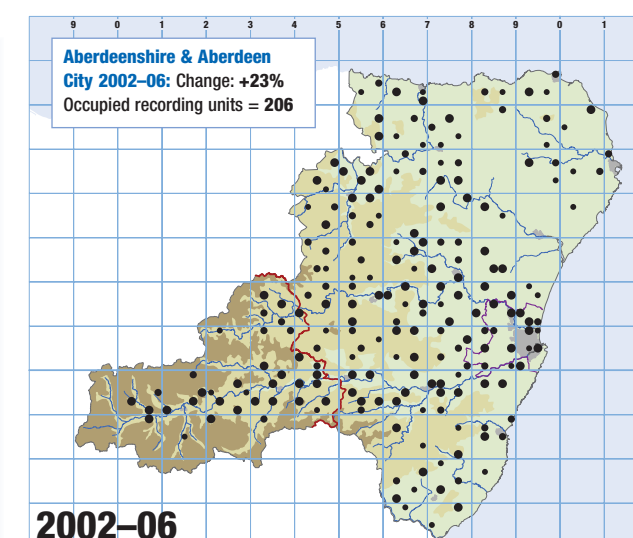 9 0 1 2 3 4 5 6 7 8 9 0 1
Aberdeenshire & Aberdeen
City 2002–06: Change: +23%
Occupied recording units = 206
2002–06